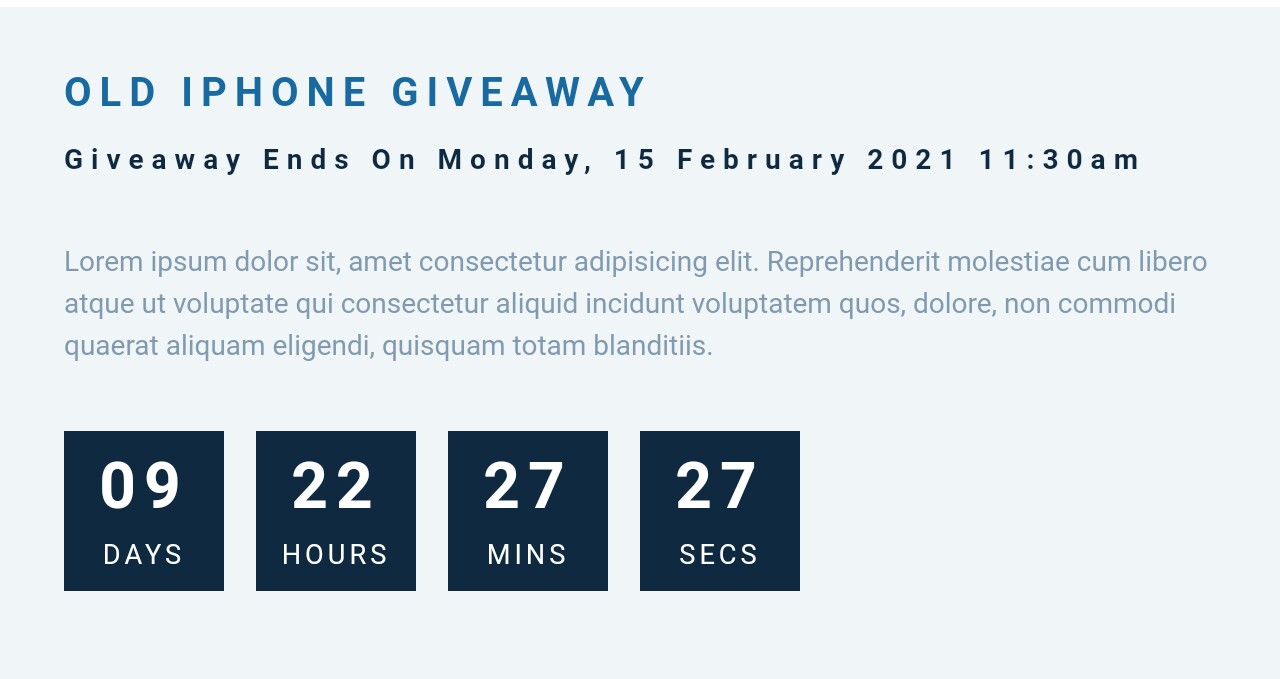 OLD IPHONE GIVEAWAY
Giveaway Ends On Monday, 15 February 2021 11:30am
Lorem ipsum dolor sit, amet consectetur adipisicing elit. Reprehenderit molestiae cum libero
atque ut voluptate qui consectetur aliquid incidunt voluptatem quos, dolore, non commodi
quaerat aliquam eligendi, quisquam totam blanditiis.
09 22 27 27
DAYS HOURS MINS SECS